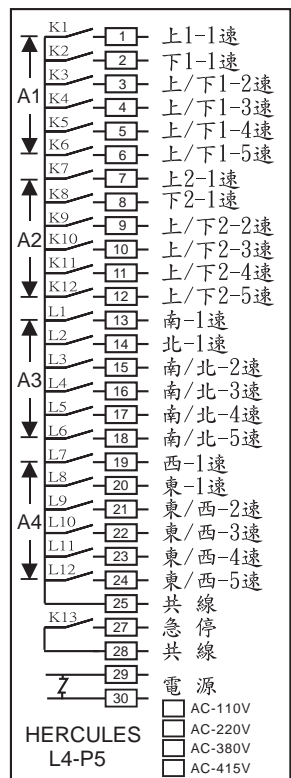 K1 1 上1-1速
K2 2 下1-1速
K3 3 上/下1-2速
A1 K4 4 上/下1-3速
K5 5 上/下1-4速
K6 6 上/下1-5速
K7 7 上2-1速
K8 8 下2-1速
K9 9 上/下2-2速
A2 K10 10 上/下2-3速
K11 11 上/下2-4速
K12 12 上/下2-5速
L1 13 南-1速
L2 14 北-1速
L3 15 南/北-2速
A3 L4 16 南/北-3速
L5 17 南/北-4速
L6 18 南/北-5速
L7 19 西-1速
L8 20 東-1速
L9 21 東/西-2速
A4 L10 22 東/西-3速
L11 23 東/西-4速
L12 24 東/西-5速
25 共 線
K13 27 急 停
28 共 線
29
30 電 源
AC-110V
AC-220V
AC-380V
AC-415V
HERCULES
L4-P5